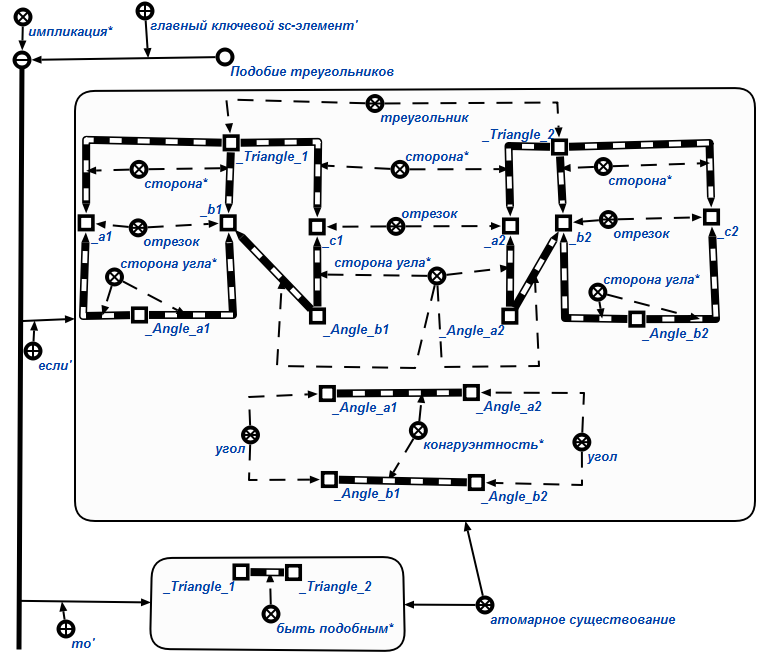 импликация*
главный ключевой sc-элемент'
Подобие треугольников
треугольник
_Triangle_1
_Triangle_2
сторона*
сторона*
сторона*
_b1
_a1
отрезок
_c1
отрезок
_a2
_b2
отрезок
_c2
сторона угла*
сторона угла*
сторона угла*
_Angle_a1
_Angle_b1
_Angle_a2
_Angle_b2
если'
_Angle_a1
_Angle_a2
угол
конгруэнтность*
угол
_Angle_b1
_Angle_b2
_Triangle_1
_Triangle_2
быть подобным*
атомарное существование
то'